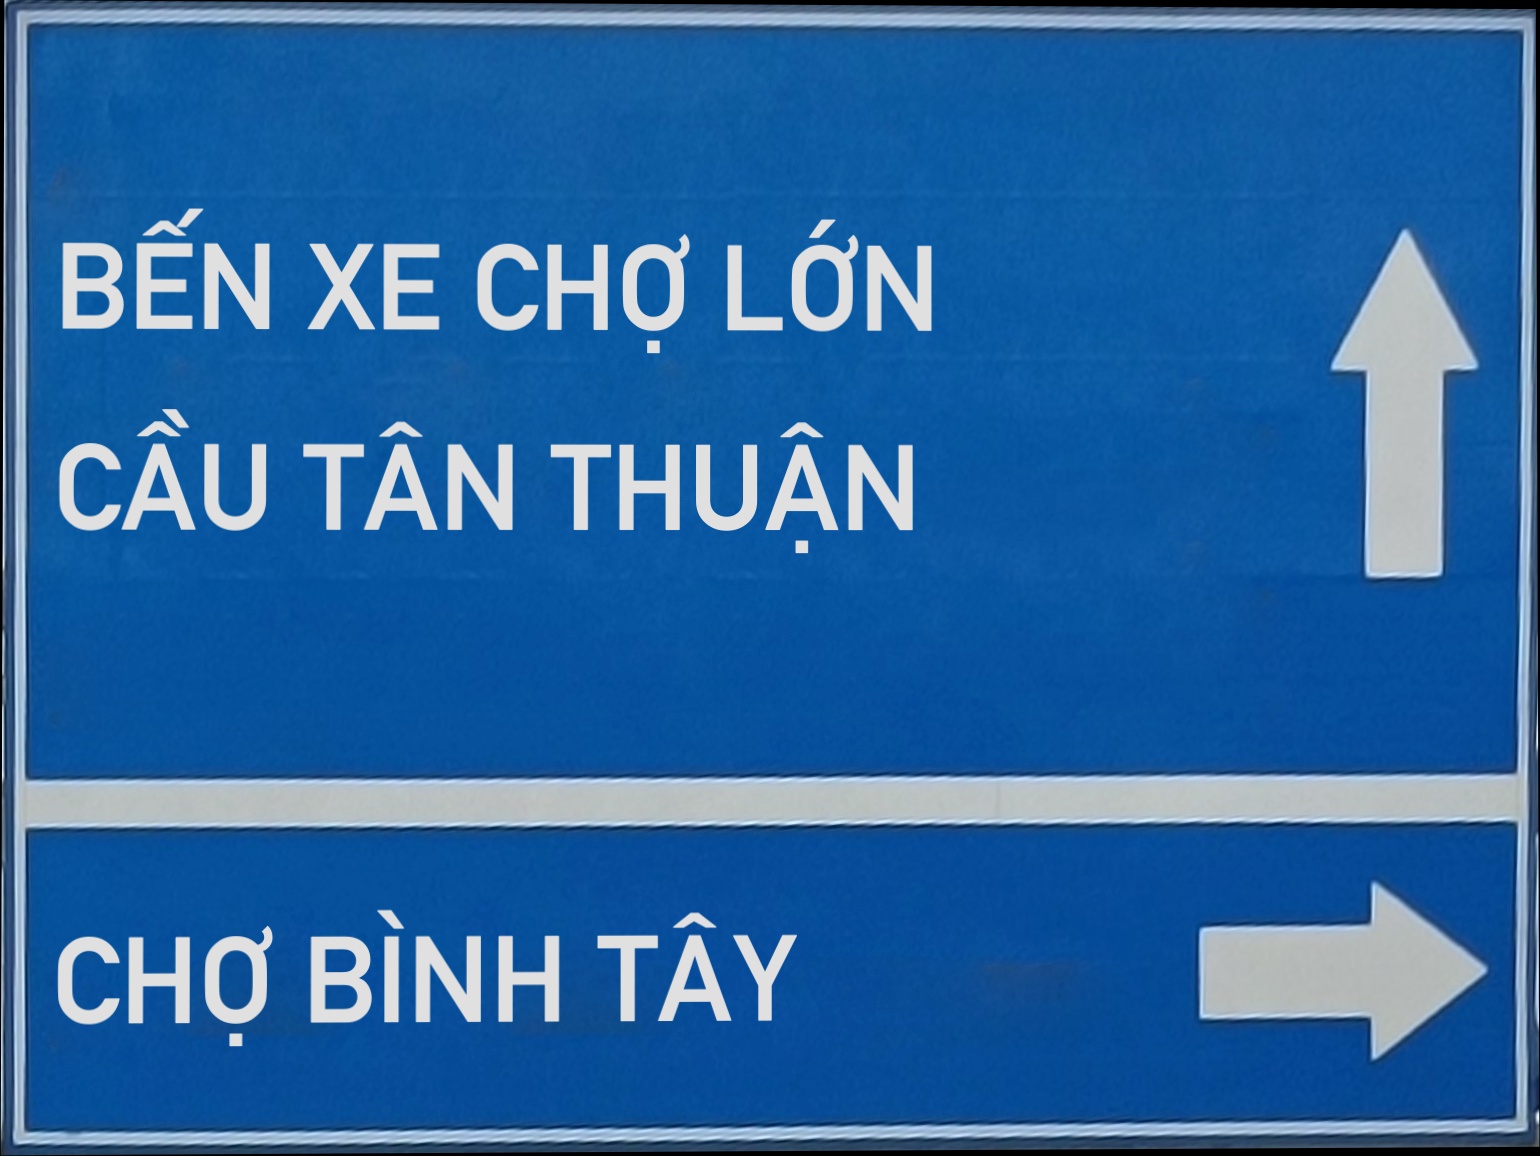 BẾN XE CHỢ LỚN
CẦU TÂN THUẬN
CHỢ BÌNH TÂY